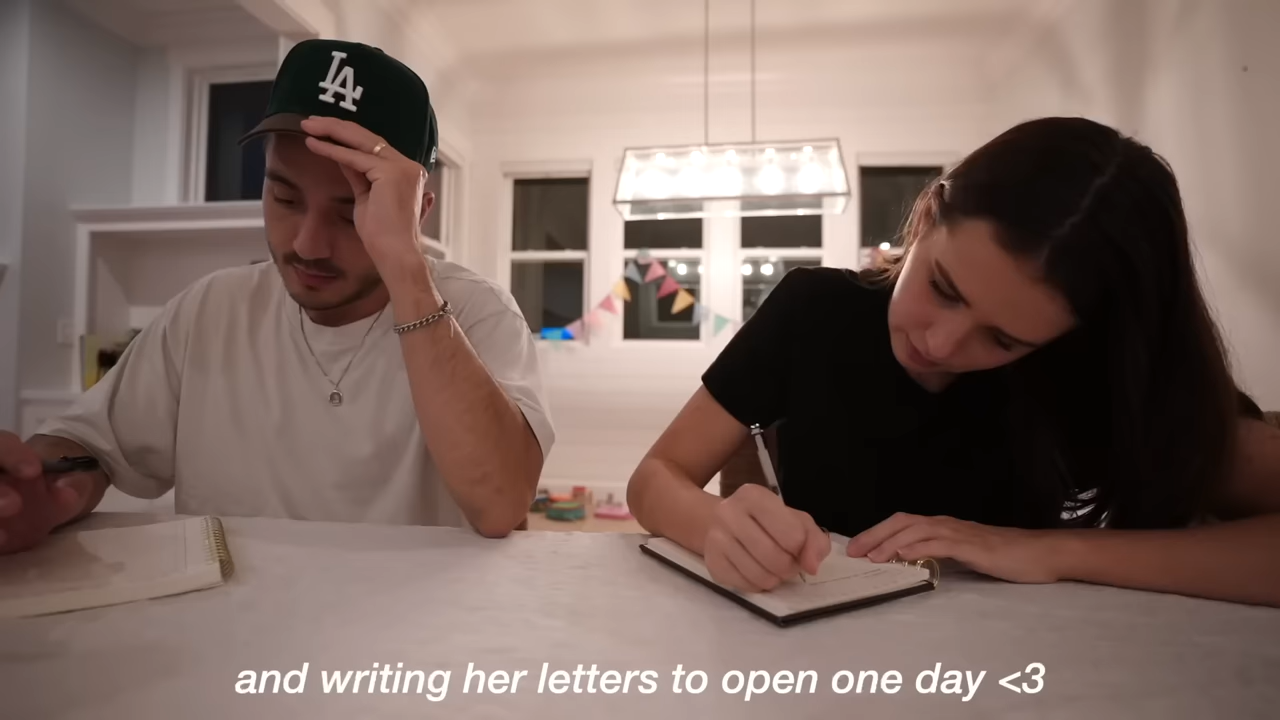 LA
and writing her letters to open one day <3